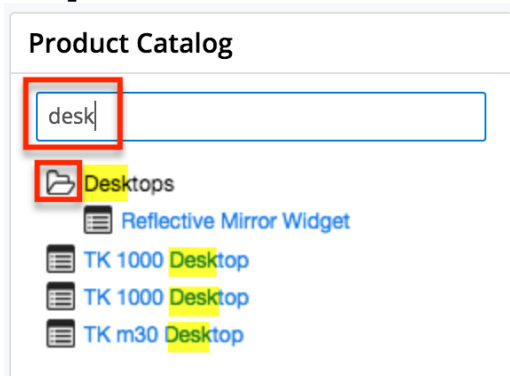 Product Catalog
desk
Desktops
Reflective Mirror Widget
TK 1000 Desktop
TK 1000 Desktop
TK m30 Desktop